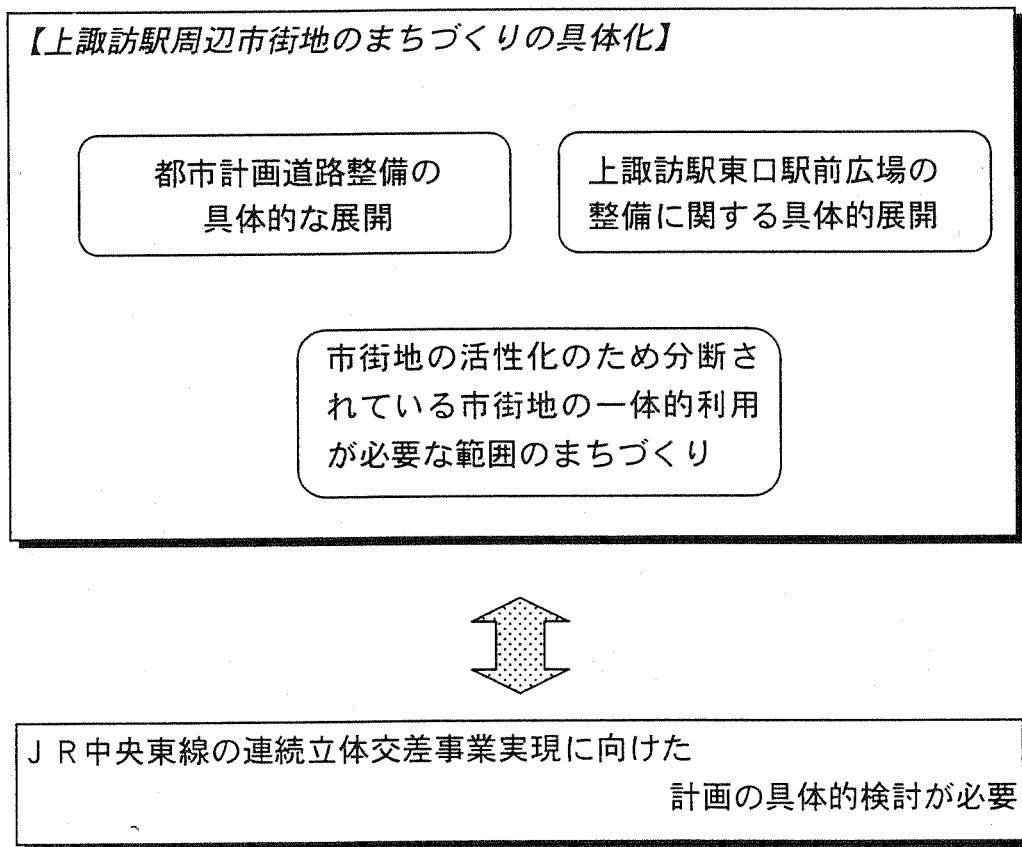 【上諏訪駅周辺市街地のまちづくりの具体化】
都市計画道路整備の
具体的な展開
上諏訪駅東口駅前広場の
整備に関する具体的展開
市街地の活性化のため分断さ
れている市街地の一体的利用
が必要な範囲のまちづくり
ＪＲ中央東線の連続立体交差事業実現に向けた
計画の具体的検討が必要